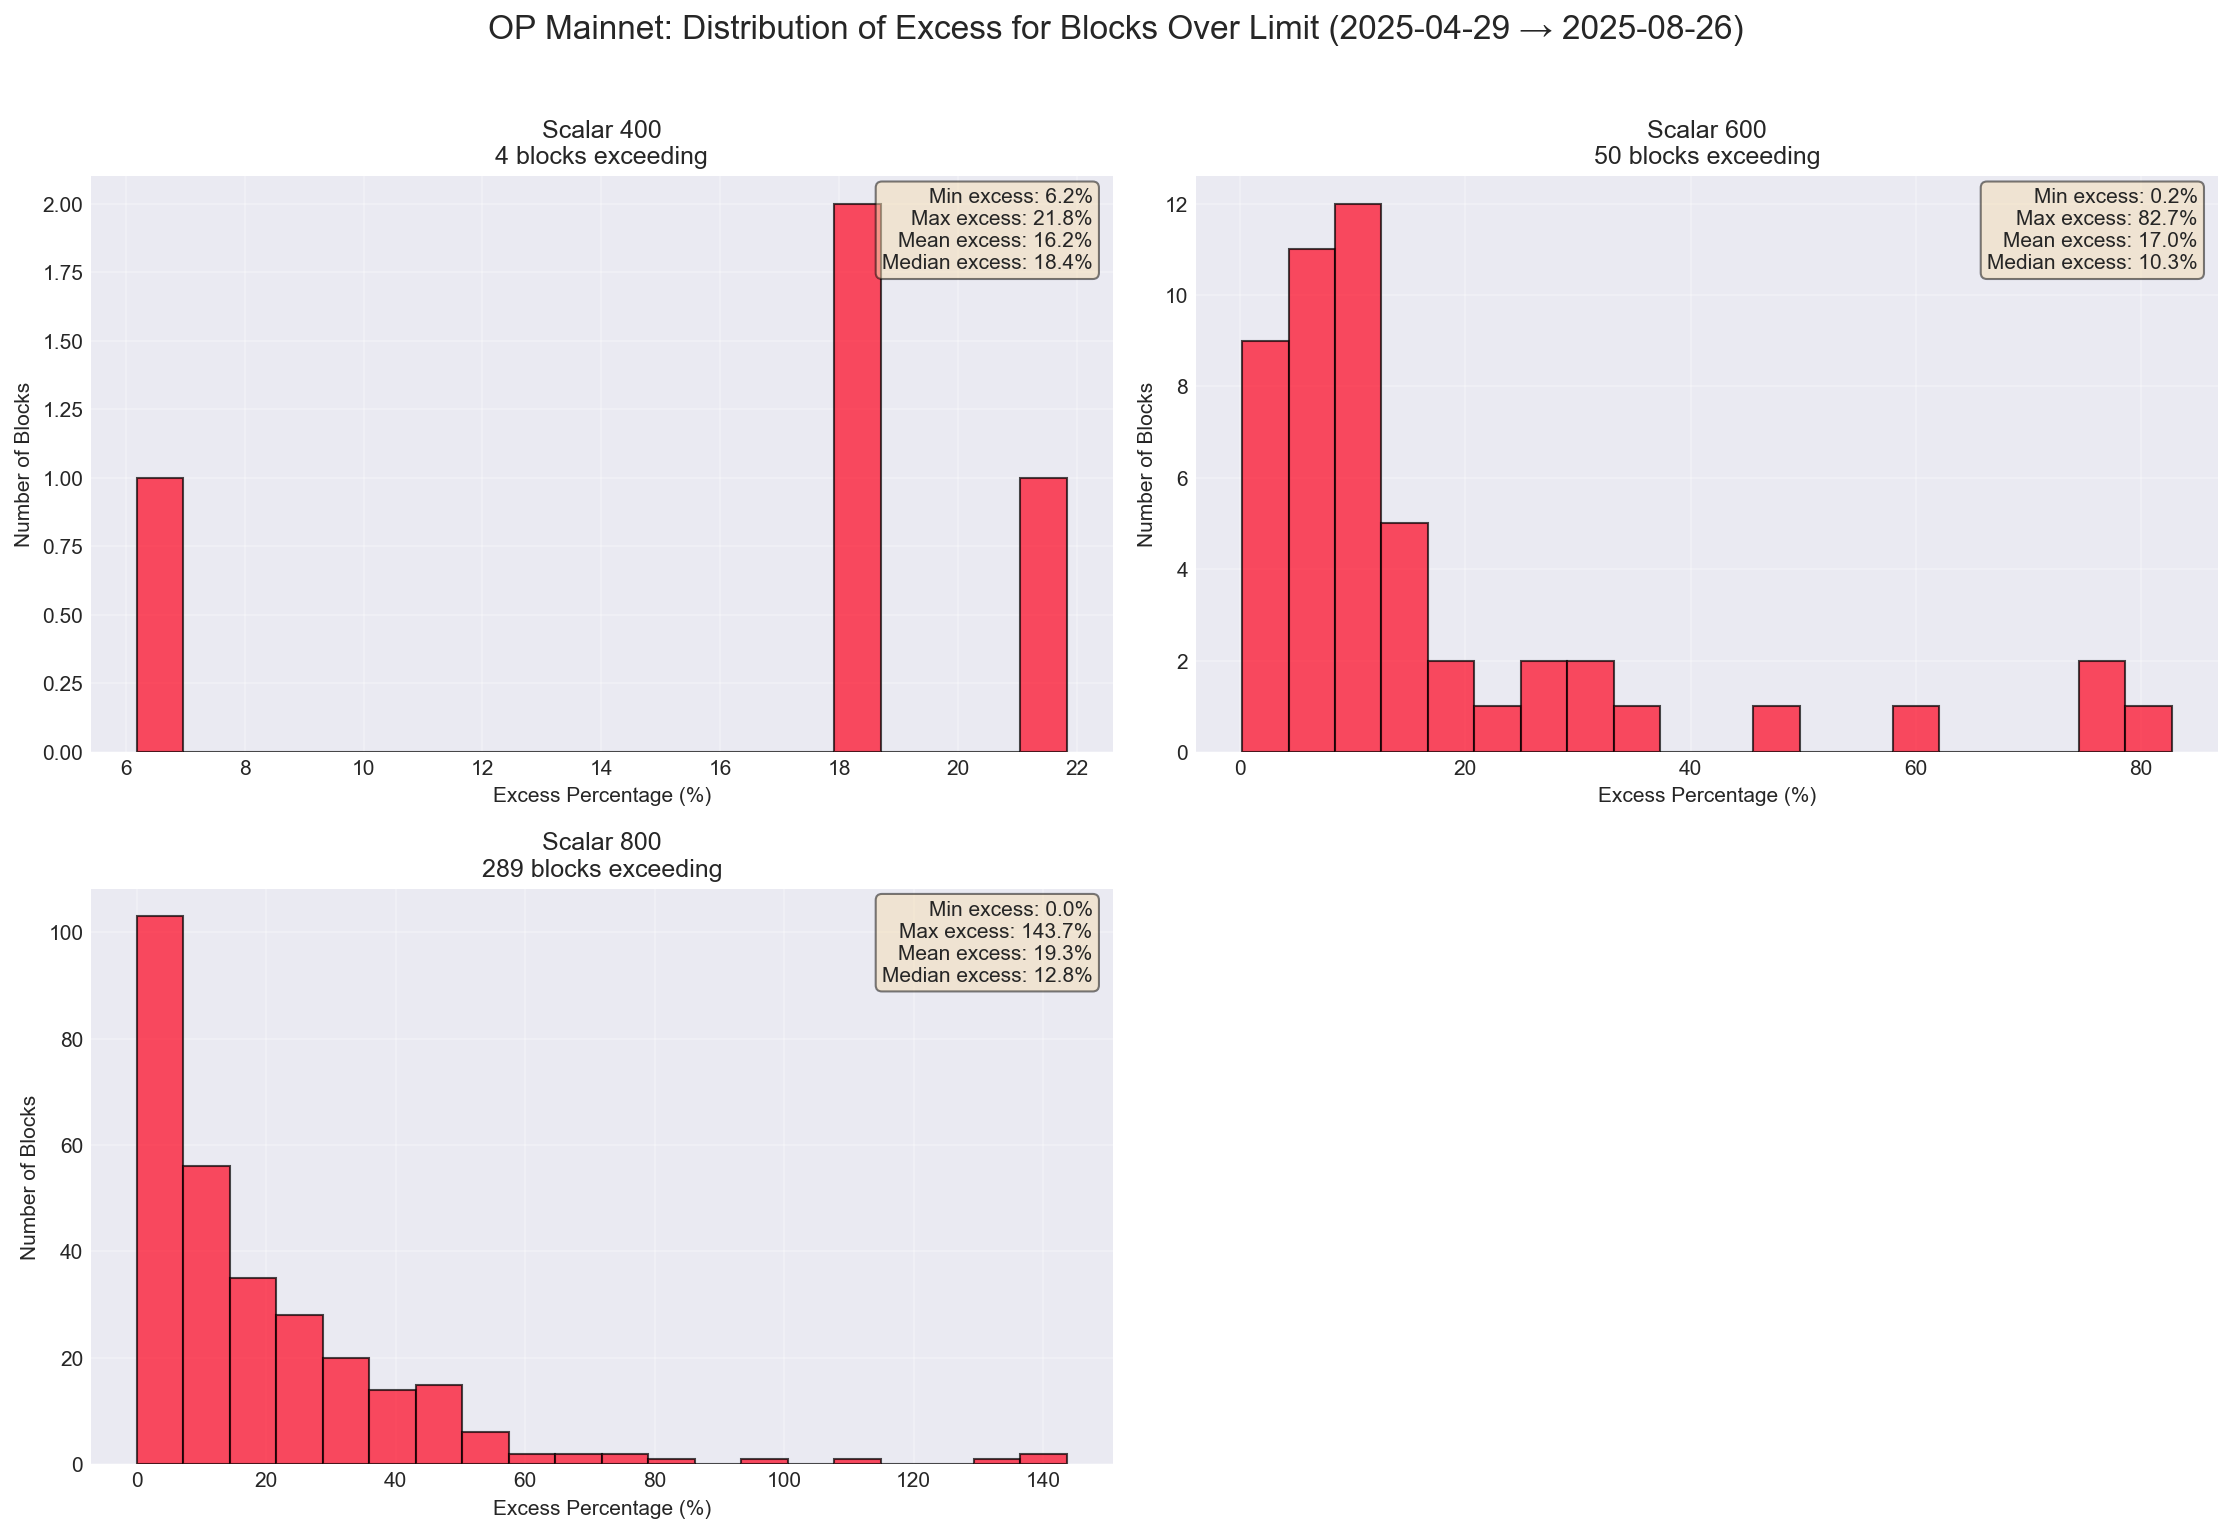 OP Mainnet: Distribution of Excess for Blocks Over Limit (2025-04-29 → 2025-08-26)
Scalar 400
4 blocks exceeding
Min excess: 6.2%
Max excess: 21.8%
Mean excess: 16.2%
Median excess: 18.4%
Number of Blocks
2.00
1.75
1.50
1.25
1.00
0.75
0.50
0.25
0.00
6 8 10 12 14 16 18 20 22
Excess Percentage (%)
Scalar 600
50 blocks exceeding
Min excess: 0.2%
Max excess: 82.7%
Mean excess: 17.0%
Median excess: 10.3%
Number of Blocks
12
10
8
6
4
2
0
0 20 40 60 80
Excess Percentage (%)
Scalar 800
289 blocks exceeding
Min excess: 0.0%
Max excess: 143.7%
Mean excess: 19.3%
Median excess: 12.8%
Number of Blocks
100
80
60
40
20
0
0 20 40 60 80 100 120 140
Excess Percentage (%)